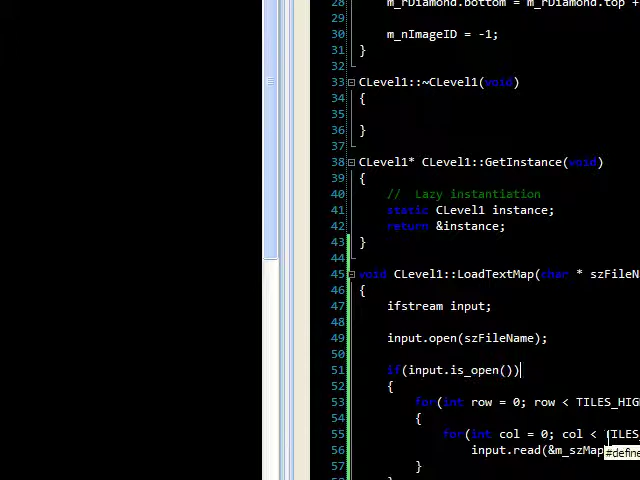 28 m_rDiamond.bottom = m_rDiamond.top +
29
30 m_nImageID = -1;
31 }
32
33 CLevel1::~CLevel1(void)
34 {
35
36 }
37
38 CLevel1* CLevel1::GetInstance(void)
39 {
40 //  Lazy instantiation
41 static CLevel1 instance;
42 return &instance;
43 }
44
45 void CLevel1::LoadTextMap(char * szFileN
46 {
47 ifstream input;
48
49 input.open(szFileName);
50
51 if(input.is_open())
52 {
53 for(int row = 0; row < TILES_HIG
54 {
55 for(int col = 0; col < TILES_
56 input.read(&m_szMap
57 }
#define